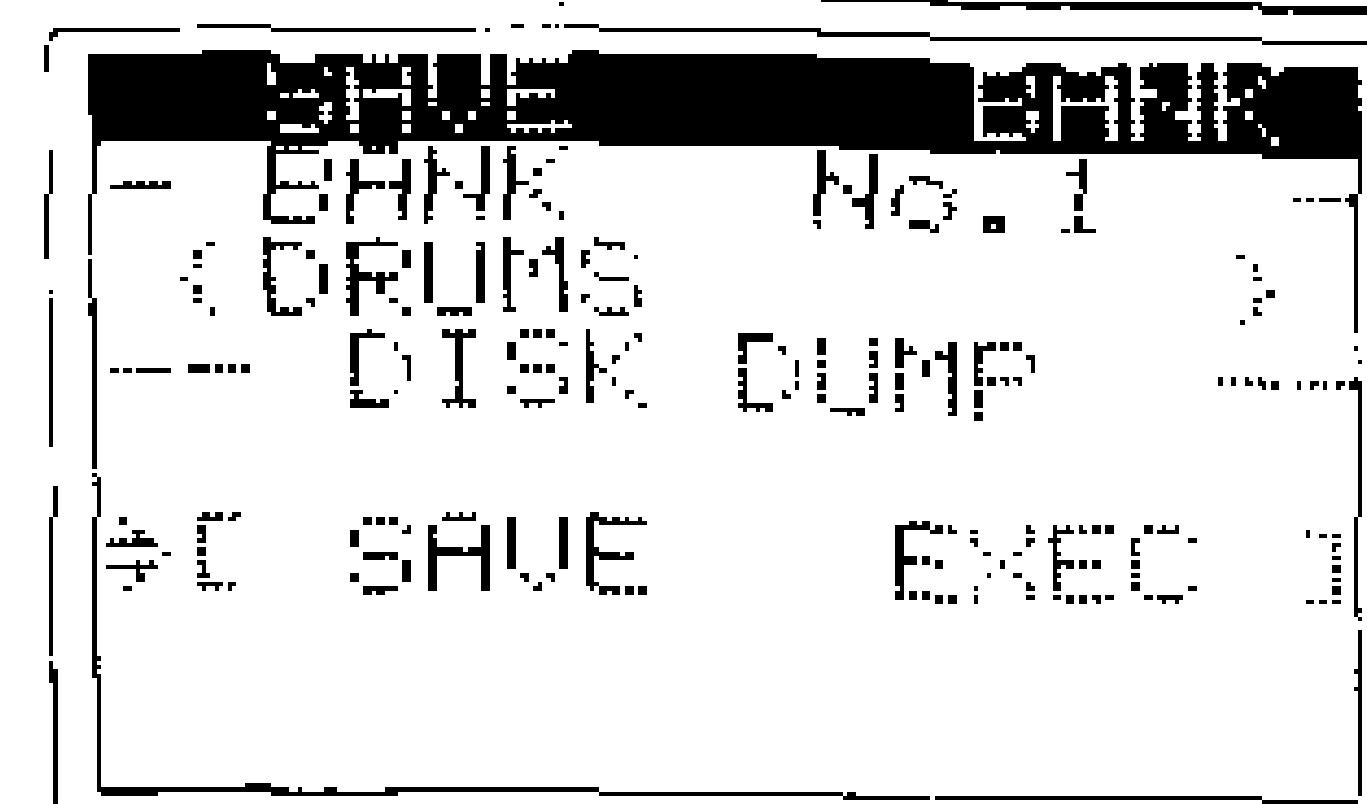 SAVE BANK
- BANK No.1 -
< DRUMS >
-- DISK DUMP --
→[ SAVE EXEC ]